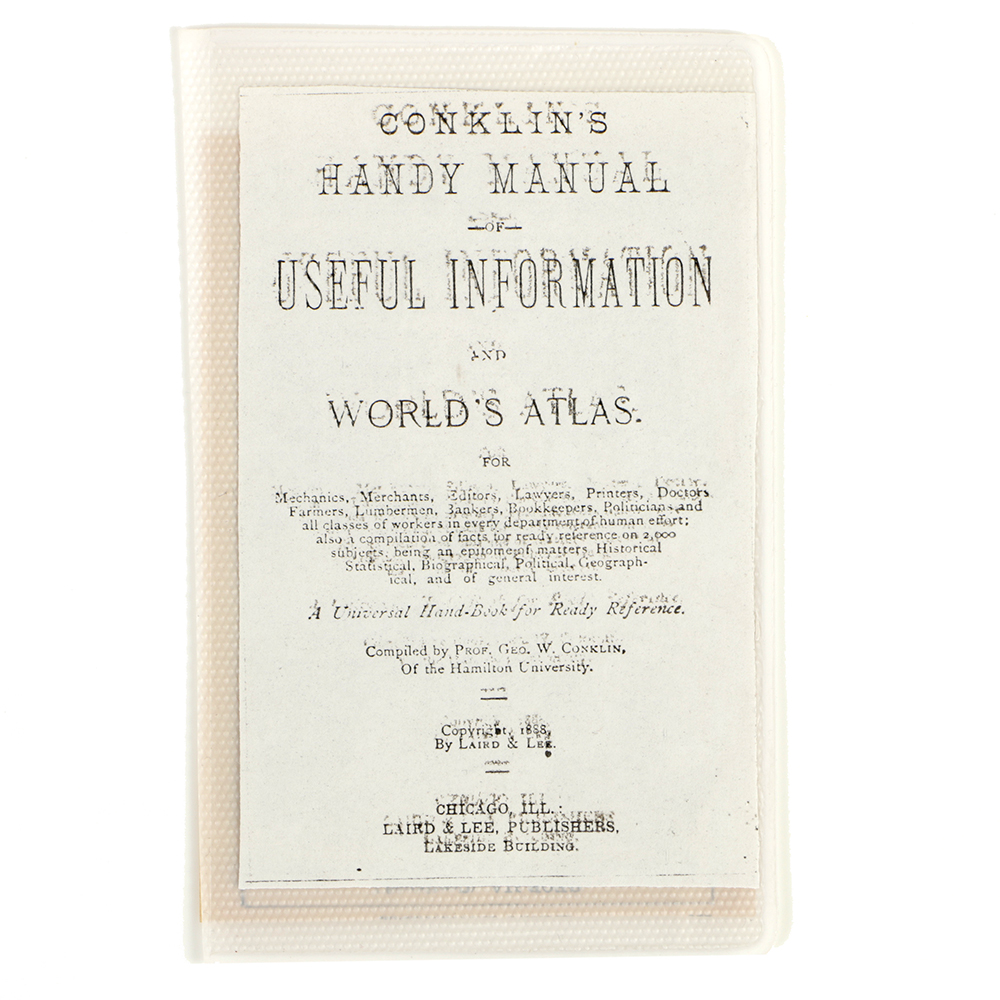 CONKLIN'S
HANDY MANUAL
—OF—
USEFUL INFORMATION
AND
WORLD'S ATLAS.
FOR
Mechanics, Merchants, Editors, Lawyers, Printers, Doctors
Farmers, Lumbermen, Bankers, Bookkeepers, Politicians and
all classes of workers in every department of human effort;
also a compilation of facts for ready reference on 2,000
subjects, being an epitome of matters Historical
Statistical, Biographical, Political, Geograph-
ical, and of general interest.
A Universal Hand-Book for Ready Reference.
Compiled by PROF. GEO. W. CONKLIN,
Of the Hamilton University.
Copyright, 1888,
By LAIRD & LEE.
CHICAGO, ILL.:
LAIRD & LEE, PUBLISHERS,
LAKESIDE BUILDING.